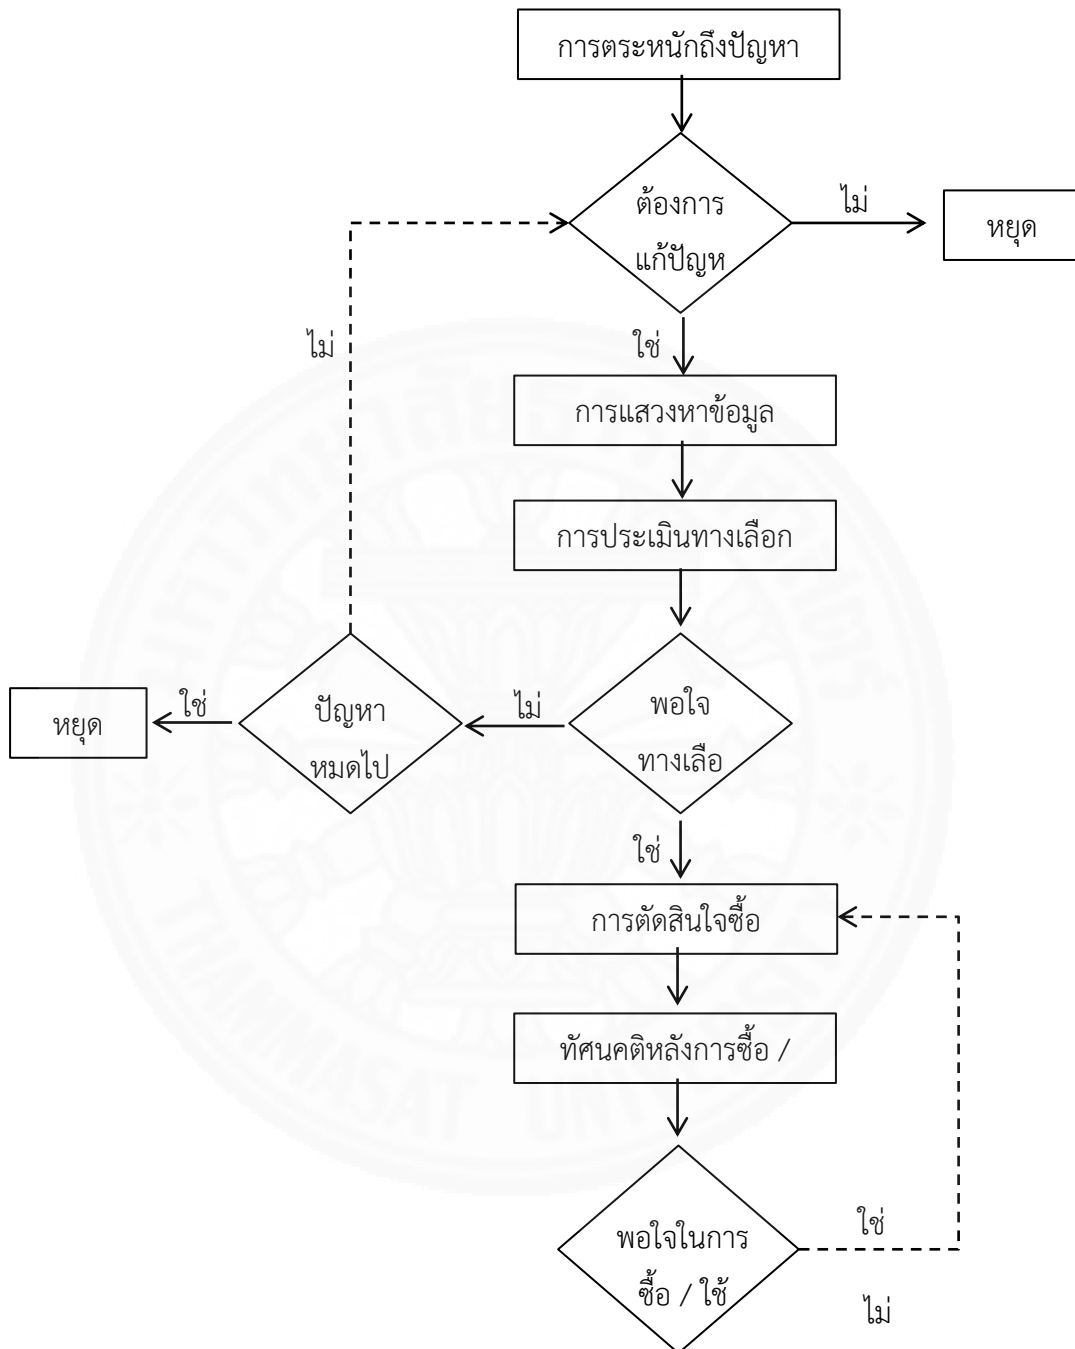 การตระหนักถึงปัญหา
ต้องการ
แก้ปัญห
ไม่
หยุด
ใช่
ไม่
การแสวงหาข้อมูล
การประเมินทางเลือก
พอใจ
ทางเลือ
ไม่
ปัญหา
หมดไป
ใช่
หยุด
ใช่
การตัดสินใจซื้อ
ทัศนคติหลังการซื้อ /
พอใจในการ
ซื้อ / ใช้
ใช่
ไม่
THAMMASAT UNI